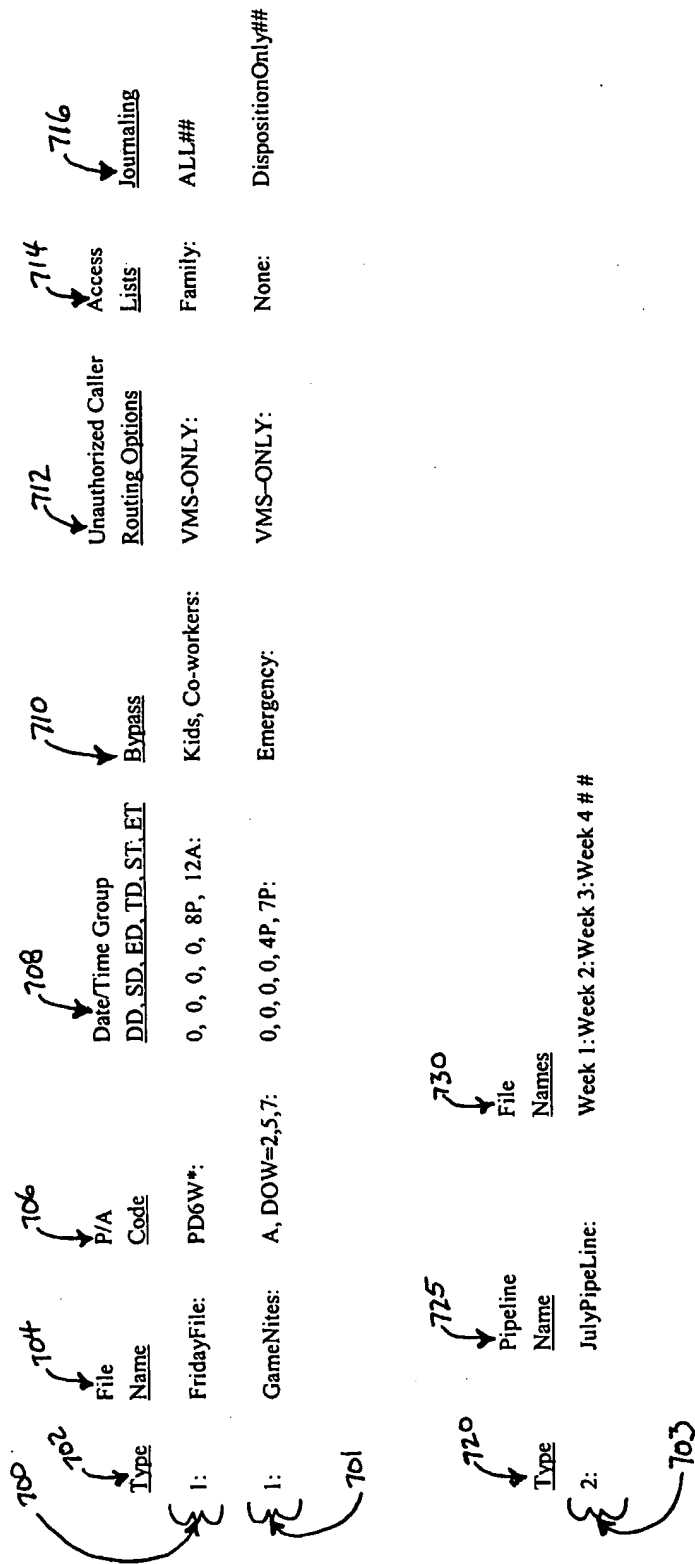 700
702 704 706 708 710 712 714 716
Type File Name P/A Code Date/Time Group Bypass Unauthorized Caller Access Journaling
DD, SD, ED, TD, ST, ET Routing Options Lists
1: FridayFile: PD6W*: 0, 0, 0, 0, 8P, 12A: Kids, Co-workers: VMS-ONLY: Family: ALL##
1: GameNites: A, DOW=2,5,7: 0, 0, 0, 0, 4P, 7P: Emergency: VMS-ONLY: None: DispositionOnly##
701
720 725 730
Type Pipeline Name File Names
2: JulyPipeLine: Week 1: Week 2: Week 3: Week 4 # #
703